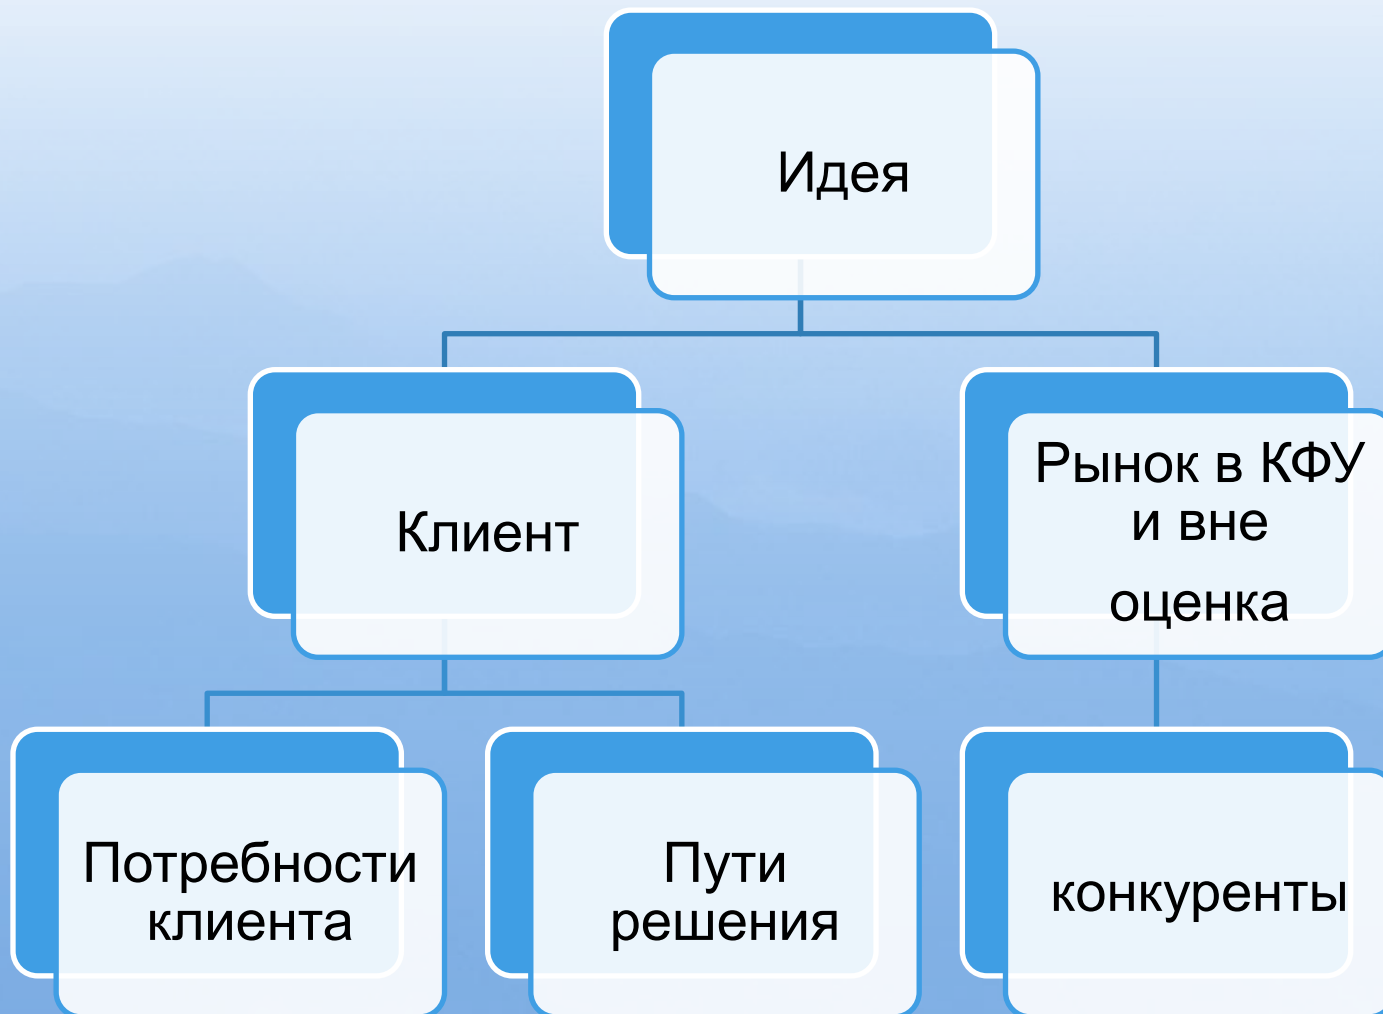 Идея
Клиент
Рынок в КФУ
и вне
оценка
Потребности
клиента
Пути
решения
конкуренты